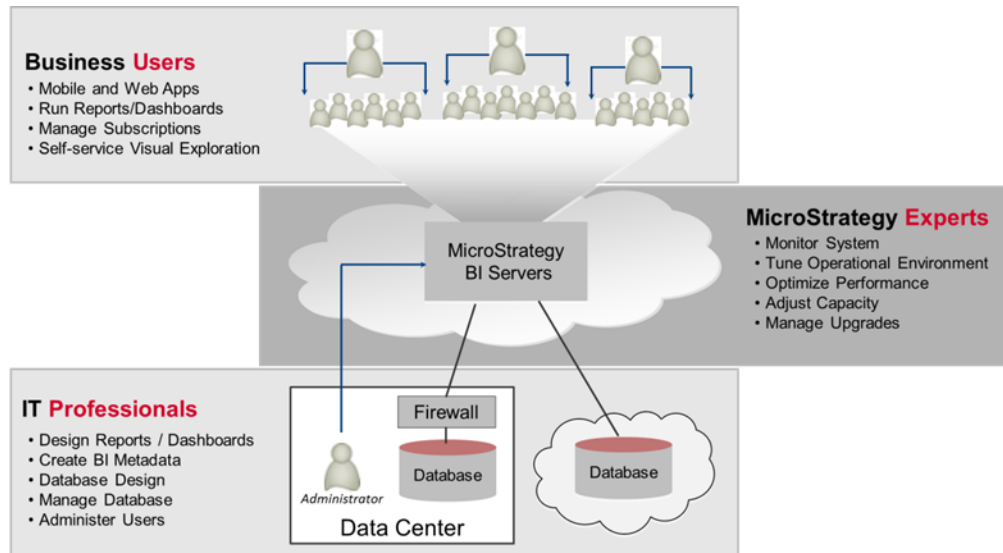 Business Users
• Mobile and Web Apps
• Run Reports/Dashboards
• Manage Subscriptions
• Self-service Visual Exploration
MicroStrategy
BI Servers
MicroStrategy Experts
• Monitor System
• Tune Operational Environment
• Optimize Performance
• Adjust Capacity
• Manage Upgrades
IT Professionals
• Design Reports / Dashboards
• Create BI Metadata
• Database Design
• Manage Database
• Administer Users
Administrator
Firewall
Database
Data Center
Database